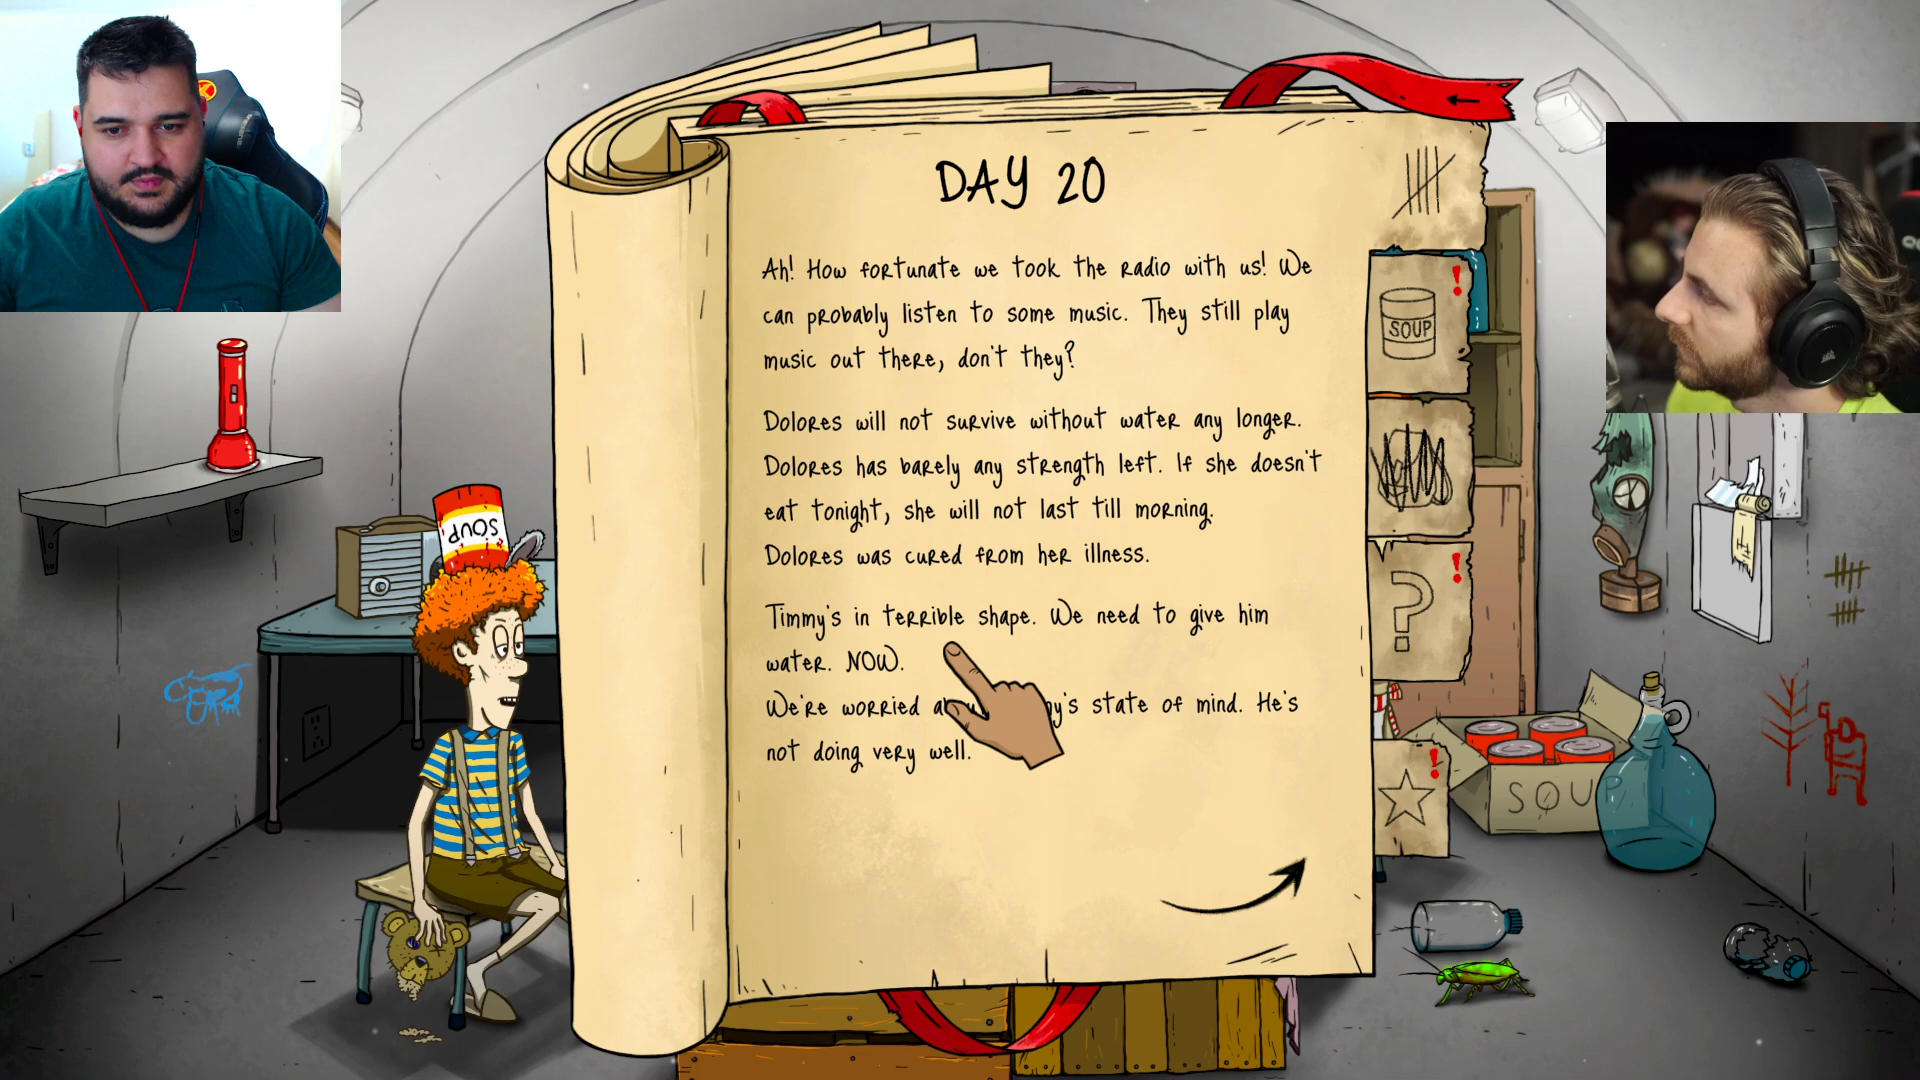 DAY 20
Ah! How fortunate we took the radio with us! We
can probably listen to some music. They still play
music out there, don't they?
Dolores will not survive without water any longer.
Dolores has barely any strength left. If she doesn't
eat tonight, she will not last till morning.
Dolores was cured from her illness.
Timmy's in terrible shape. We need to give him
water. NOW.
We're worried state of mind. He's
not doing very well.
!
SOUP
!
?
!
SOUP
SOUP